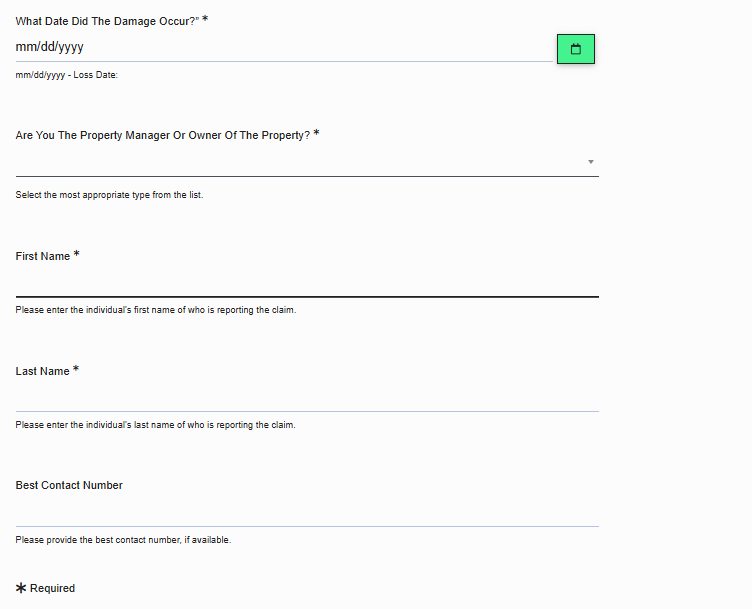 What Date Did The Damage Occur?" *
mm/dd/yyyy
mm/dd/yyyy - Loss Date:
Are You The Property Manager Or Owner Of The Property? *
Select the most appropriate type from the list.
First Name *
Please enter the individual's first name of who is reporting the claim.
Last Name *
Please enter the individual's last name of who is reporting the claim.
Best Contact Number
Please provide the best contact number, if available.
* Required